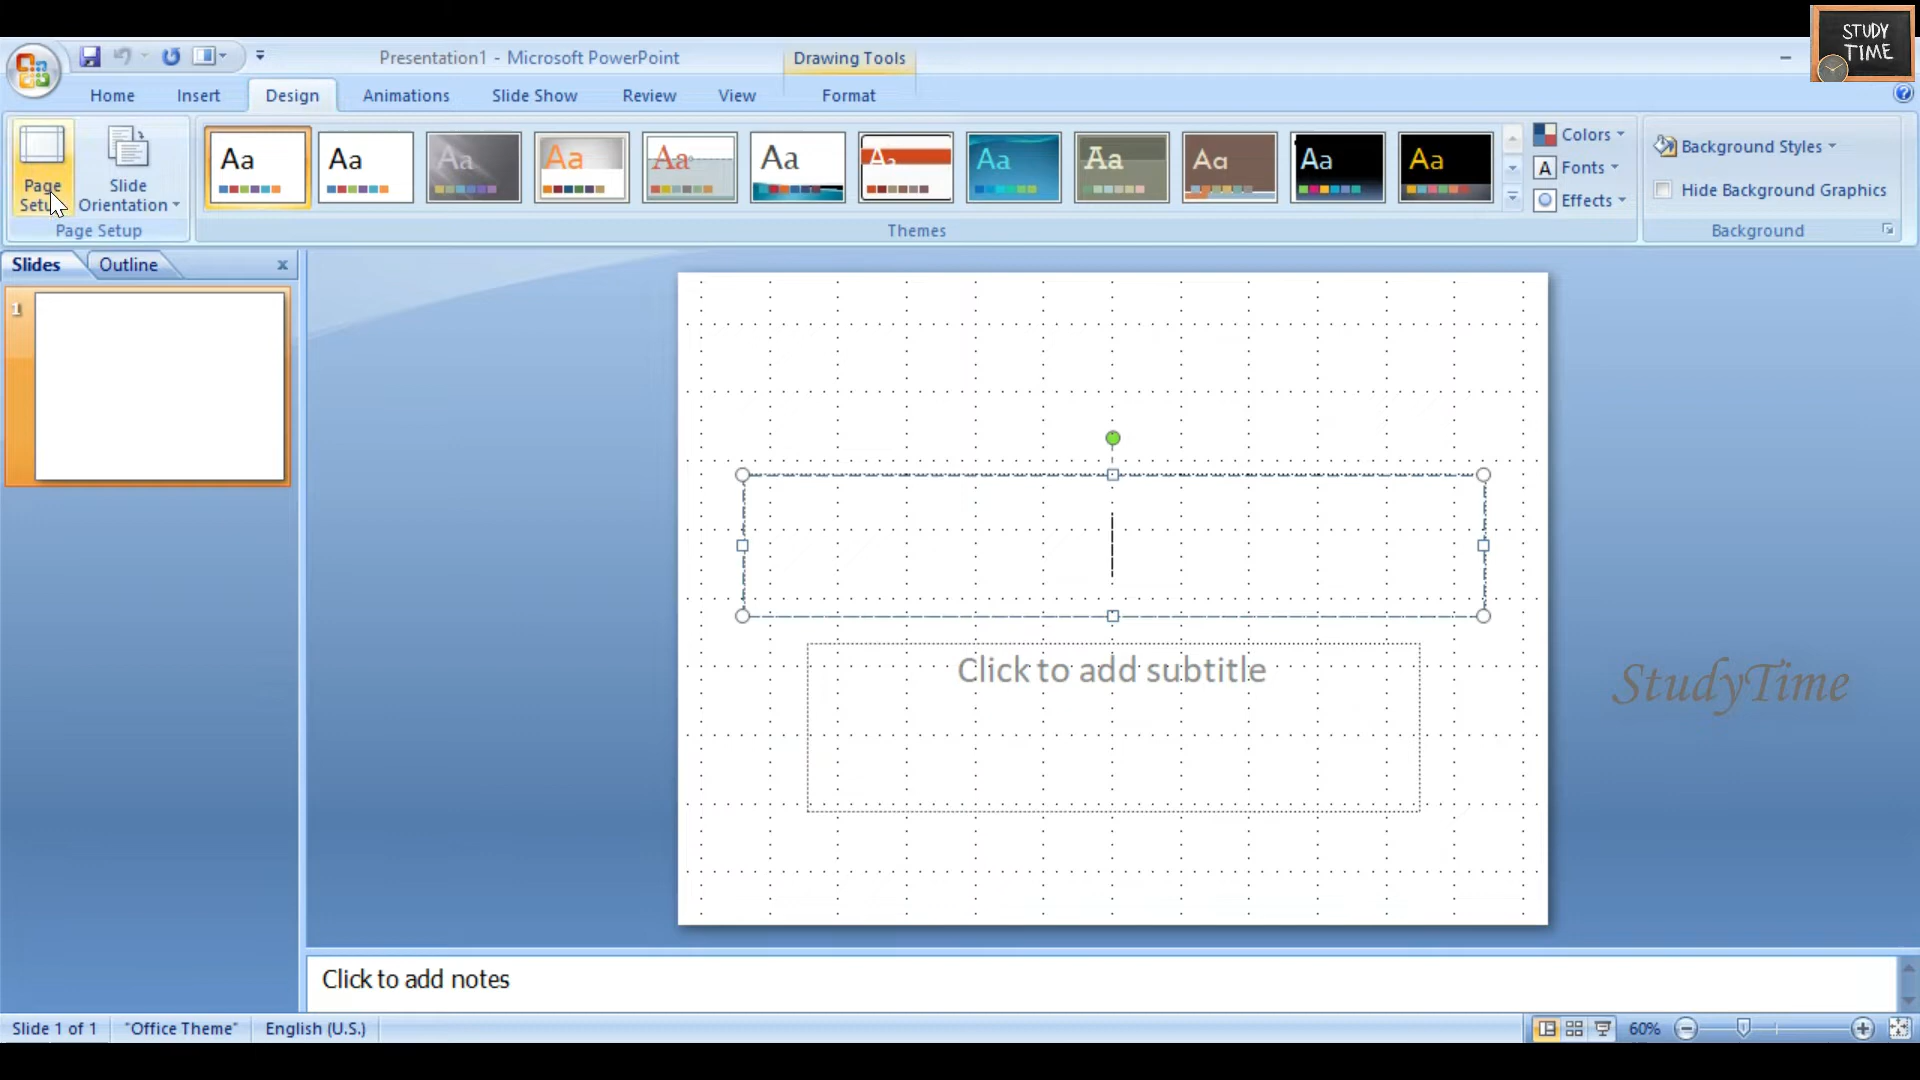 STUDY
TIME
Presentation1 - Microsoft PowerPoint
Drawing Tools
Home
Insert
Design
Animations
Slide Show
Review
View
Format
Page
Setup
Slide
Orientation
Page Setup
Aa
Aa
Aa
Aa
Aa
Aa
Aa
Aa
Aa
Aa
Aa
Aa
Themes
Colors
A Fonts
Effects
Background Styles
Hide Background Graphics
Background
Slides
Outline
1
Click to add subtitle
StudyTime
Click to add notes
Slide 1 of 1
"Office Theme"
English (U.S.)
60%